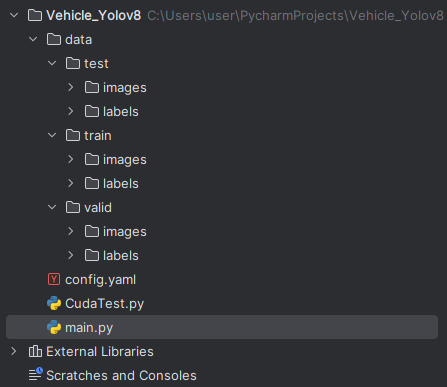 Vehicle_Yolov8 C:\Users\user\PycharmProjects\Vehicle_Yolov8
data
test
images
labels
train
images
labels
valid
images
labels
Y config.yaml
CudaTest.py
main.py
External Libraries
Scratches and Consoles